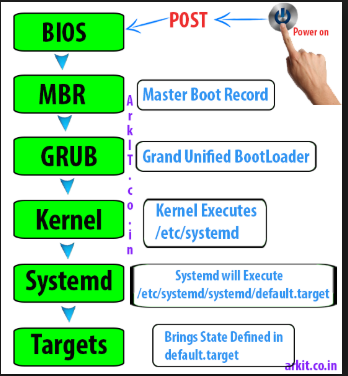 POST
Power on
BIOS
MBR
Master Boot Record
GRUB
Grand Unified BootLoader
Kernel
Kernel Executes
/etc/systemd
Systemd
Systemd will Execute
/etc/systemd/systemd/default.target
Targets
Brings State Defined in
default.target
ArkIT.co.in
arkit.co.in